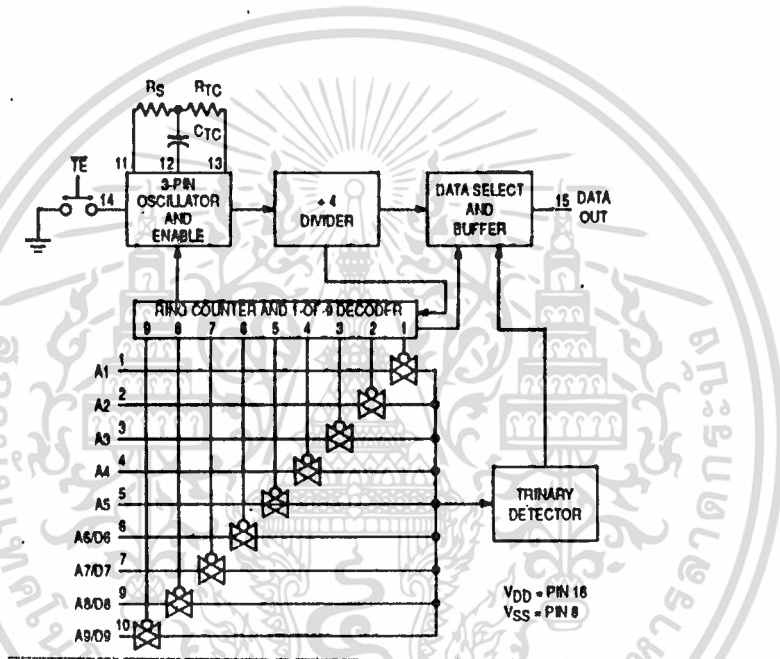 RS RTC
CTC
11 12 13
TE
14
3-PIN
OSCILLATOR
AND
ENABLE
÷4
DIVIDER
DATA SELECT
AND
BUFFER
15 DATA
OUT
RING COUNTER AND 1-OF-9 DECODER
9 8 7 6 5 4 3 2 1
A1 1
A2 2
A3 3
A4 4
A5 5
A6/D6 6
A7/D7 7
A8/D8 9
A9/D9 10
TRINARY
DETECTOR
VDD = PIN 16
VSS = PIN 8